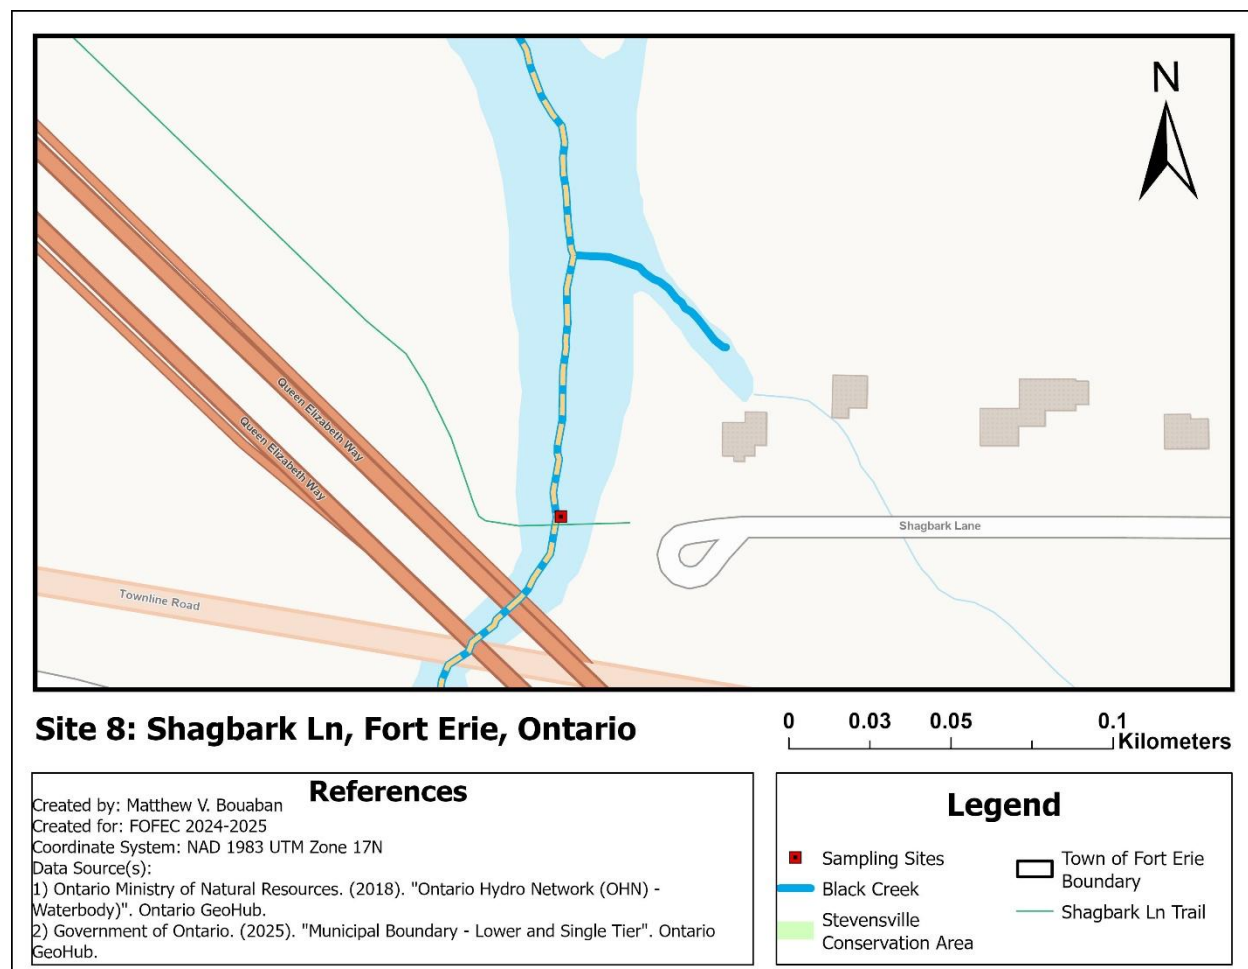 N
Queen Elizabeth Way
Queen Elizabeth Way
Shagbark Lane
Townline Road
Site 8: Shagbark Ln, Fort Erie, Ontario
0 0.03 0.05 0.1
Kilometers
References
Created by: Matthew V. Bouaban
Created for: FOFEC 2024-2025
Coordinate System: NAD 1983 UTM Zone 17N
Data Source(s):
1) Ontario Ministry of Natural Resources. (2018). "Ontario Hydro Network (OHN) -
Waterbody)". Ontario GeoHub.
2) Government of Ontario. (2025). "Municipal Boundary - Lower and Single Tier". Ontario
GeoHub.
Legend
Sampling Sites
Black Creek
Stevensville
Conservation Area
Town of Fort Erie
Boundary
Shagbark Ln Trail